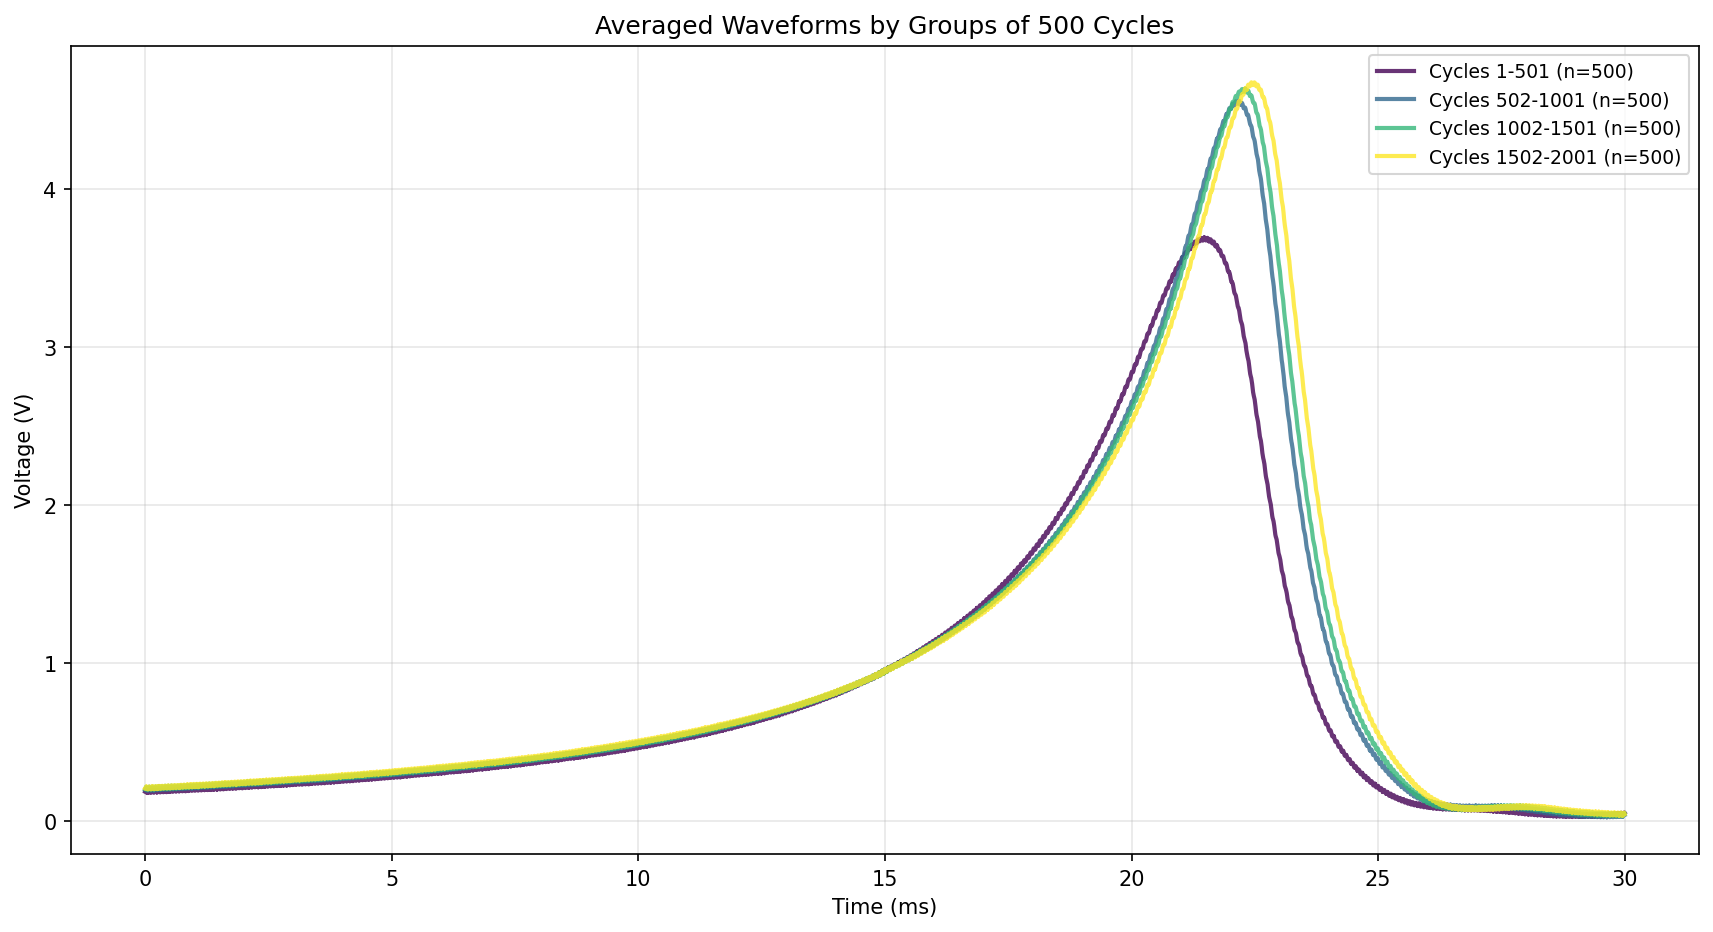 Averaged Waveforms by Groups of 500 Cycles
Cycles 1-501 (n=500)
Cycles 502-1001 (n=500)
Cycles 1002-1501 (n=500)
Cycles 1502-2001 (n=500)
Voltage (V)
4
3
2
1
0
0 5 10 15 20 25 30
Time (ms)